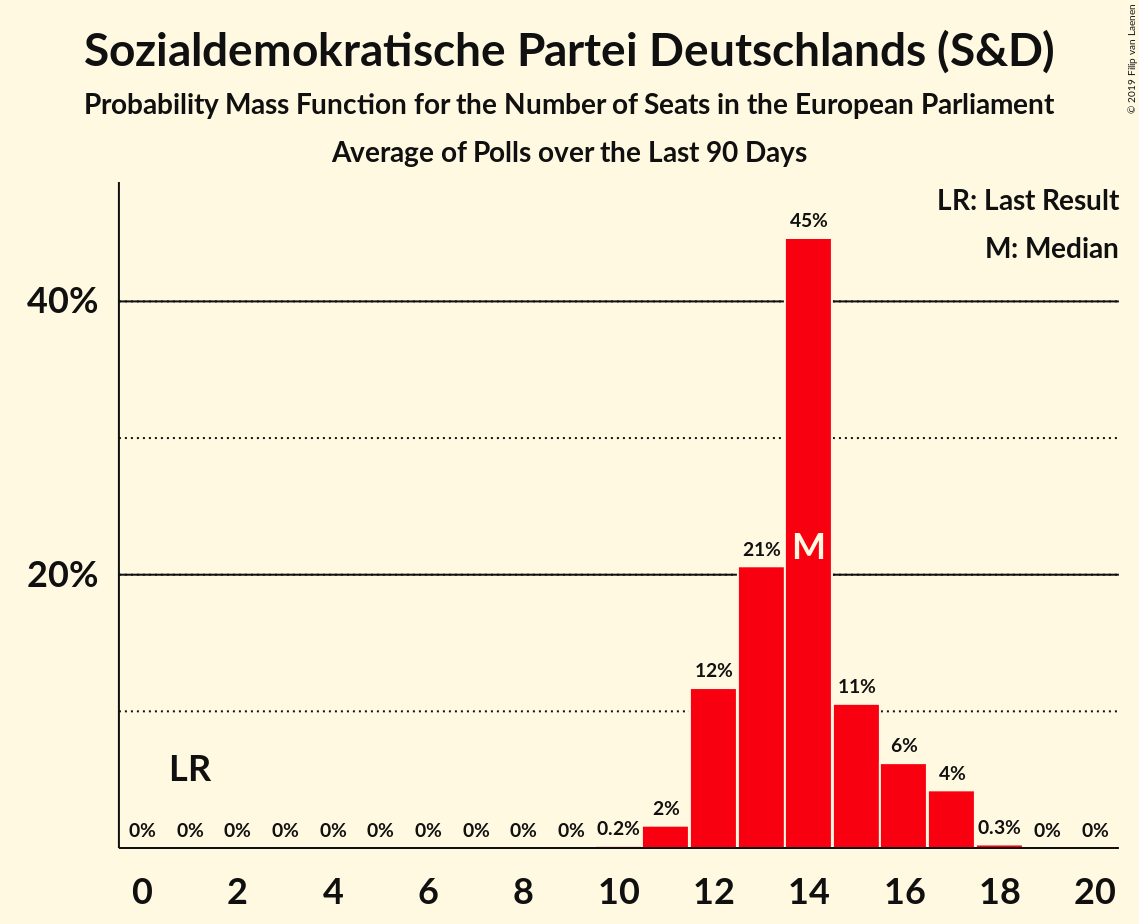 Sozialdemokratische Partei Deutschlands (S&D)
Probability Mass Function for the Number of Seats in the European Parliament
Average of Polls over the Last 90 Days
© 2019 Filip van Laenen
LR: Last Result
M: Median
45%
40%
21%
M
20%
12%
11%
LR
6%
4%
2%
0% 0% 0% 0% 0% 0% 0% 0% 0% 0% 0.2% 0.3% 0% 0%
0 2 4 6 8 10 12 14 16 18 20